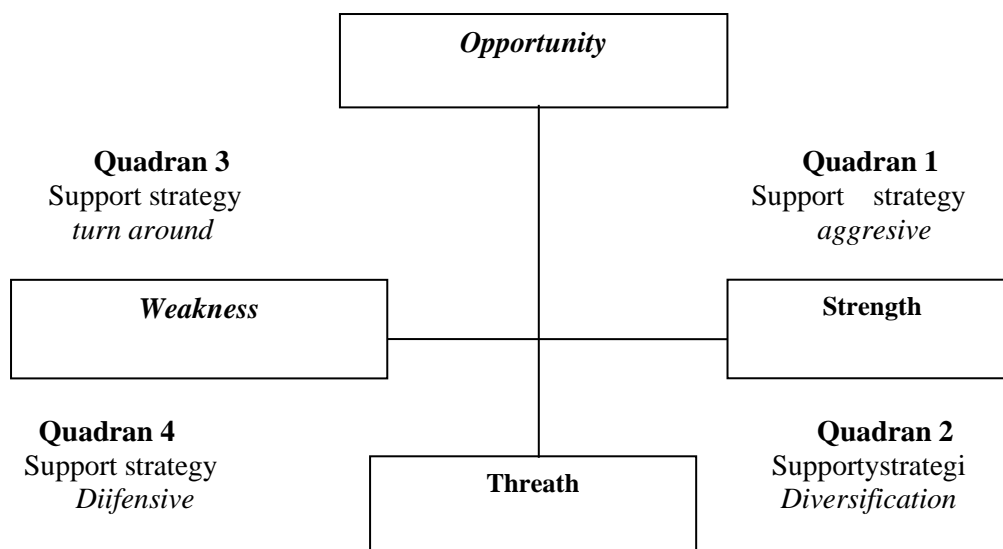 Opportunity
Quadran 3
Support strategy
turn around
Quadran 1
Support strategy
aggresive
Weakness
Strength
Quadran 4
Support strategy
Diifensive
Threath
Quadran 2
Supportystrategi
Diversification